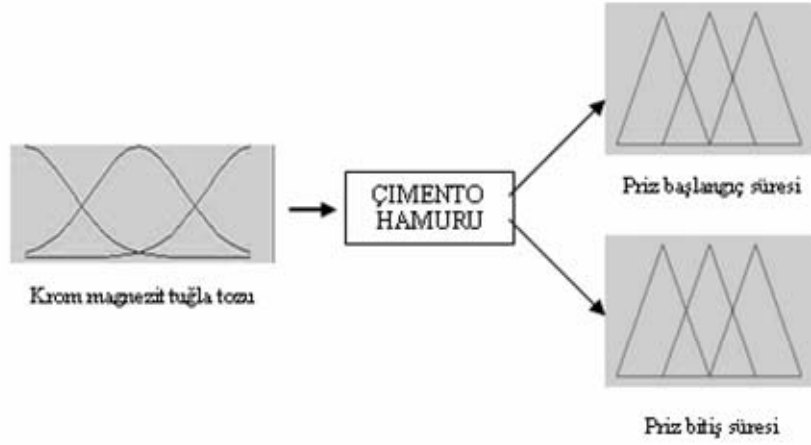 Krom magnezit tuğla tozu
ÇIMENTO
HAMURU
Priz başlangıç süresi
Priz bitiş süresi